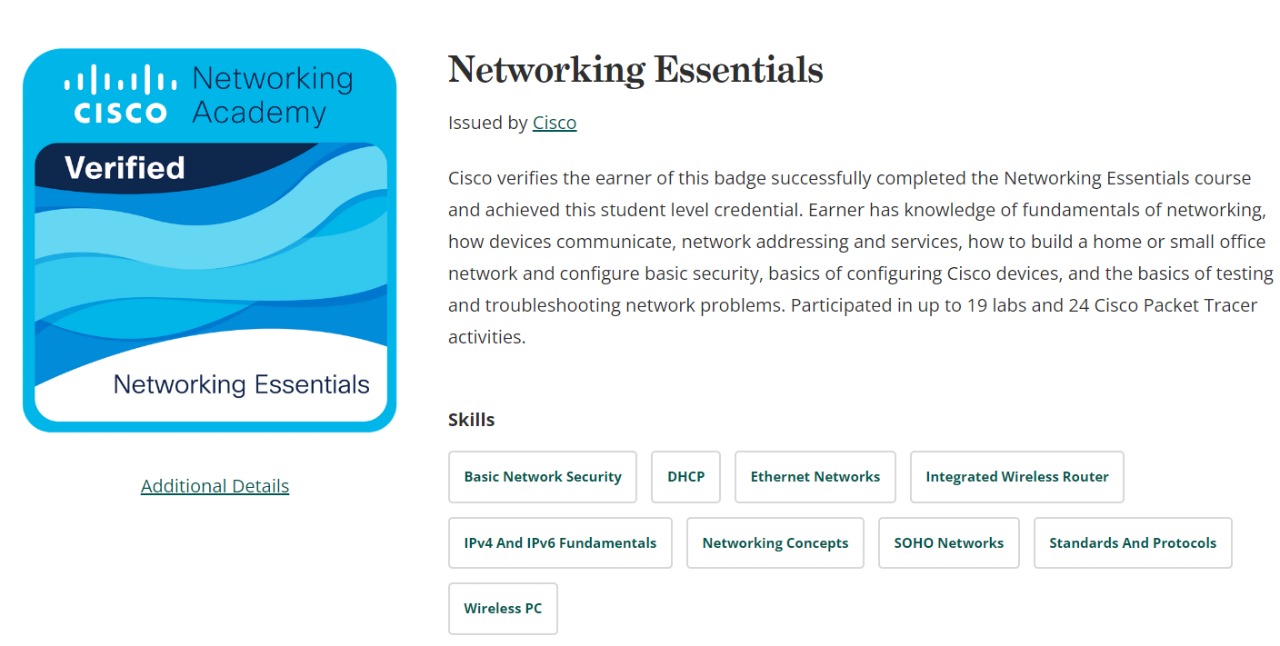 CISCO Networking Academy
Verified
Networking Essentials
Additional Details
Networking Essentials
Issued by Cisco
Cisco verifies the earner of this badge successfully completed the Networking Essentials course
and achieved this student level credential. Earner has knowledge of fundamentals of networking,
how devices communicate, network addressing and services, how to build a home or small office
network and configure basic security, basics of configuring Cisco devices, and the basics of testing
and troubleshooting network problems. Participated in up to 19 labs and 24 Cisco Packet Tracer
activities.
Skills
Basic Network Security DHCP Ethernet Networks Integrated Wireless Router
IPv4 And IPv6 Fundamentals Networking Concepts SOHO Networks Standards And Protocols
Wireless PC